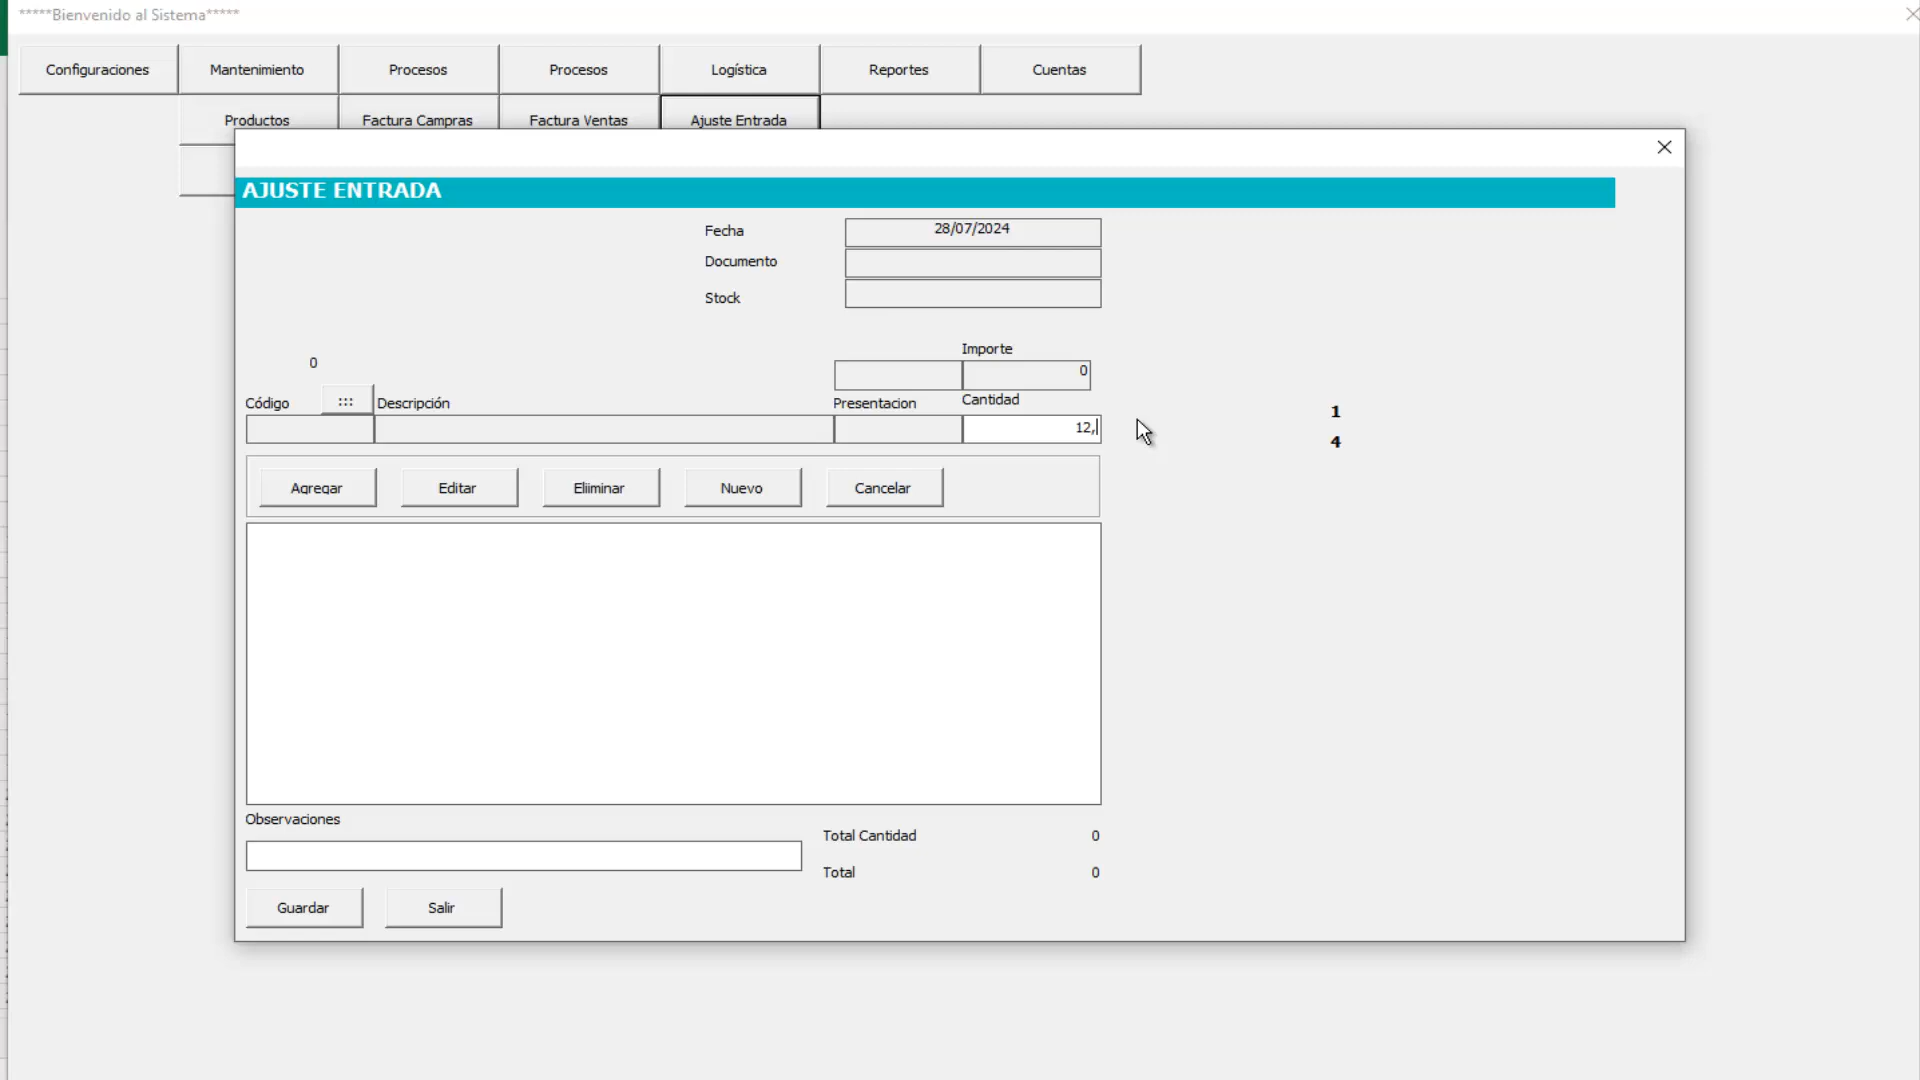 *****Bienvenido al Sistema*****
Configuraciones Mantenimiento Procesos Procesos Logística Reportes Cuentas
Productos Factura Campras Factura Ventas Ajuste Entrada
AJUSTE ENTRADA
Fecha 28/07/2024
Documento
Stock
Importe
0 0
Código ::: Descripción Presentacion Cantidad
1
12,
4
Agregar Editar Eliminar Nuevo Cancelar
Observaciones
Total Cantidad 0
Total 0
Guardar Salir